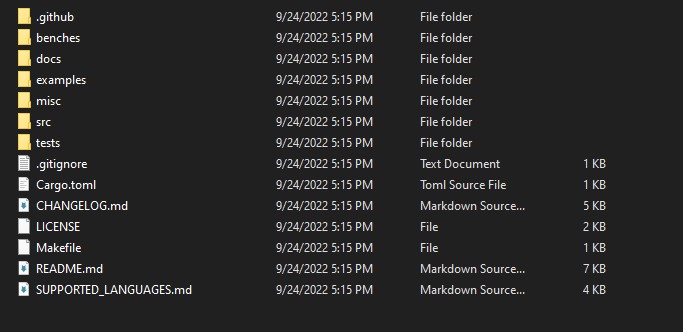 .github 9/24/2022 5:15 PM File folder
benches 9/24/2022 5:15 PM File folder
docs 9/24/2022 5:15 PM File folder
examples 9/24/2022 5:15 PM File folder
misc 9/24/2022 5:15 PM File folder
src 9/24/2022 5:15 PM File folder
tests 9/24/2022 5:15 PM File folder
.gitignore 9/24/2022 5:15 PM Text Document 1 KB
Cargo.toml 9/24/2022 5:15 PM Toml Source File 1 KB
CHANGELOG.md 9/24/2022 5:15 PM Markdown Source... 5 KB
LICENSE 9/24/2022 5:15 PM File 2 KB
Makefile 9/24/2022 5:15 PM File 1 KB
README.md 9/24/2022 5:15 PM Markdown Source... 7 KB
SUPPORTED_LANGUAGES.md 9/24/2022 5:15 PM Markdown Source... 4 KB